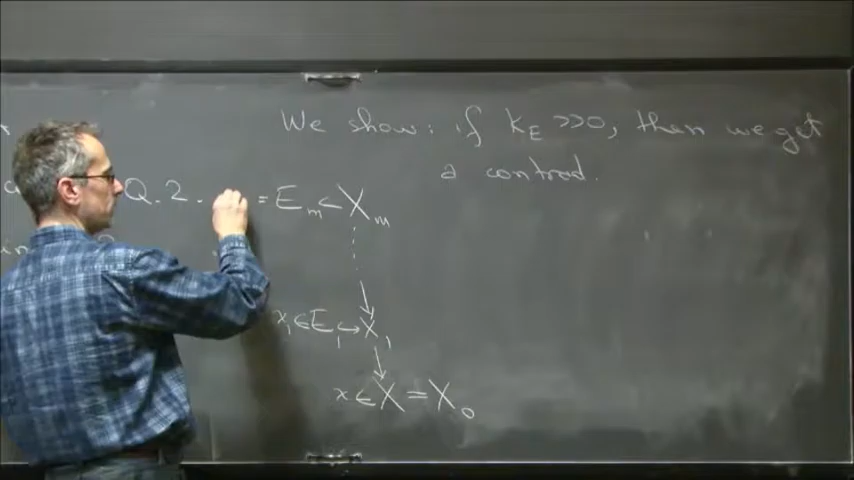 We show: if k_E >>0, then we get
a contrad.
Q.2.
= E_m ⊂ X_m
x_1 ∈ E_1 ↪ X_1
x ∈ X = X_0